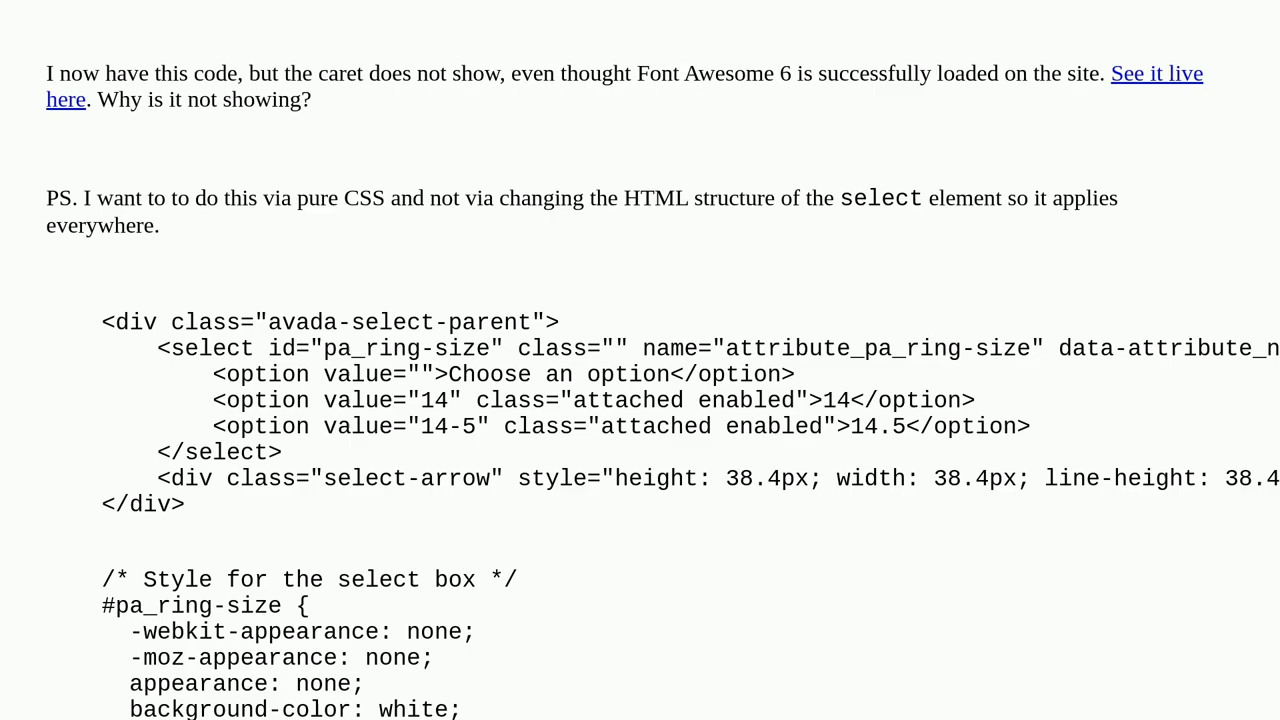 I now have this code, but the caret does not show, even thought Font Awesome 6 is successfully loaded on the site. See it live
here. Why is it not showing?
PS. I want to to do this via pure CSS and not via changing the HTML structure of the select element so it applies
everywhere.
<div class="avada-select-parent">
    <select id="pa_ring-size" class="" name="attribute_pa_ring-size" data-attribute_n
        <option value="">Choose an option</option>
        <option value="14" class="attached enabled">14</option>
        <option value="14-5" class="attached enabled">14.5</option>
    </select>
    <div class="select-arrow" style="height: 38.4px; width: 38.4px; line-height: 38.4
</div>
/* Style for the select box */
#pa_ring-size {
  -webkit-appearance: none;
  -moz-appearance: none;
  appearance: none;
  background-color: white;